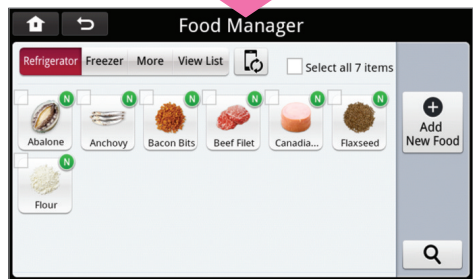 Food Manager
Refrigerator Freezer More View List Select all 7 items
N N N N N N
Abalone Anchovy Bacon Bits Beef Filet Canadia... Flaxseed
N
Flour
Add
New Food